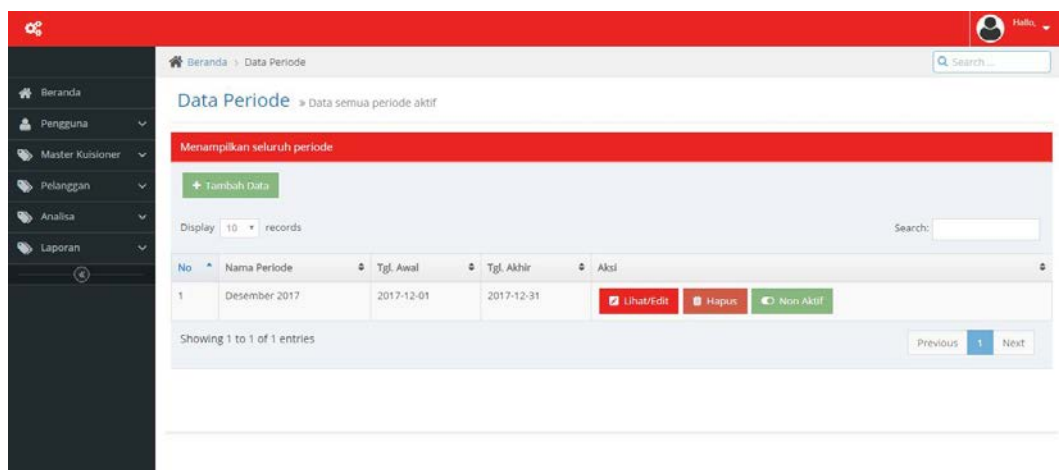 Hallo,
Beranda > Data Periode
Search ...
Beranda
Pengguna
Master Kuisioner
Pelanggan
Analisa
Laporan
Data Periode » Data semua periode aktif
Menampilkan seluruh periode
+ Tambah Data
Display 10 records
Search:
No Nama Periode Tgl. Awal Tgl. Akhir Aksi
1 Desember 2017 2017-12-01 2017-12-31 Lihat/Edit Hapus Non Aktif
Showing 1 to 1 of 1 entries
Previous 1 Next